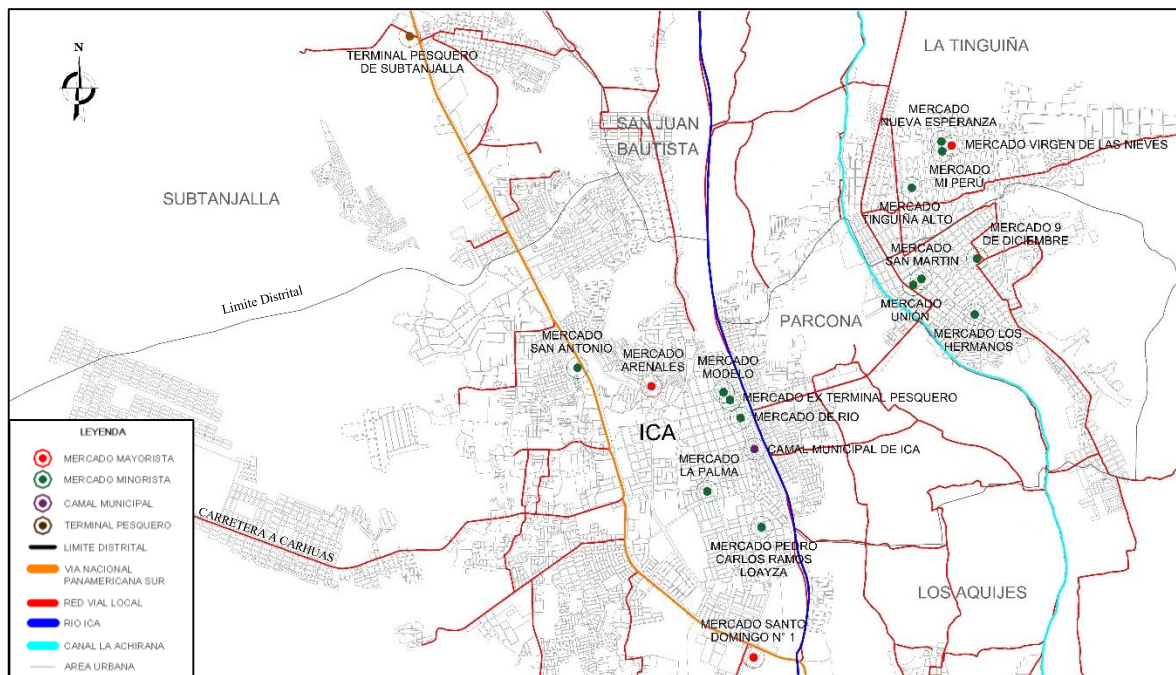 N
TERMINAL PESQUERO
DE SUBTANJALLA
LA TINGUIÑA
SAN JUAN
BAUTISTA
MERCADO
NUEVA ESPERANZA
MERCADO VIRGEN DE LAS NIEVES
MERCADO
MI PERÚ
SUBTANJALLA
MERCADO
TINGUIÑA ALTO
MERCADO 9
DE DICIEMBRE
MERCADO
SAN MARTIN
MERCADO
UNIÓN
Limite Distrital
PARCONA
MERCADO LOS
HERMANOS
MERCADO
SAN ANTONIO
MERCADO
ARENALES
MERCADO
MODELO
MERCADO EX TERMINAL PESQUERO
MERCADO DE RIO
ICA
CAMAL MUNICIPAL DE ICA
MERCADO
LA PALMA
MERCADO PEDRO
CARLOS RAMOS
LOAYZA
LOS AQUIJES
MERCADO SANTO
DOMINGO N° 1
CARRETERA A CARHUAS
LEYENDA
MERCADO MAYORISTA
MERCADO MINORISTA
CAMAL MUNICIPAL
TERMINAL PESQUERO
LIMITE DISTRITAL
VIA NACIONAL
PANAMERICANA SUR
RED VIAL LOCAL
RIO ICA
CANAL LA ACHIRANA
AREA URBANA